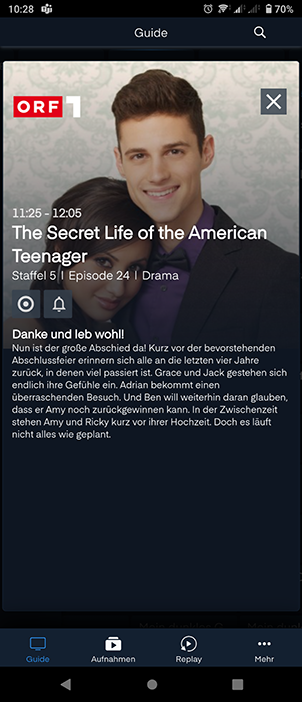 10:28 70%
Guide
ORF 1
11:25 - 12:05
The Secret Life of the American
Teenager
Staffel 5 | Episode 24 | Drama
Danke und leb wohl!
Nun ist der große Abschied da! Kurz vor der bevorstehenden
Abschlussfeier erinnern sich alle an die letzten vier Jahre
zurück, in denen viel passiert ist. Grace und Jack gestehen sich
endlich ihre Gefühle ein. Adrian bekommt einen
überraschenden Besuch. Und Ben will weiterhin daran glauben,
dass er Amy noch zurückgewinnen kann. In der Zwischenzeit
stehen Amy und Ricky kurz vor ihrer Hochzeit. Doch es läuft
nicht alles wie geplant.
Guide Aufnahmen Replay Mehr